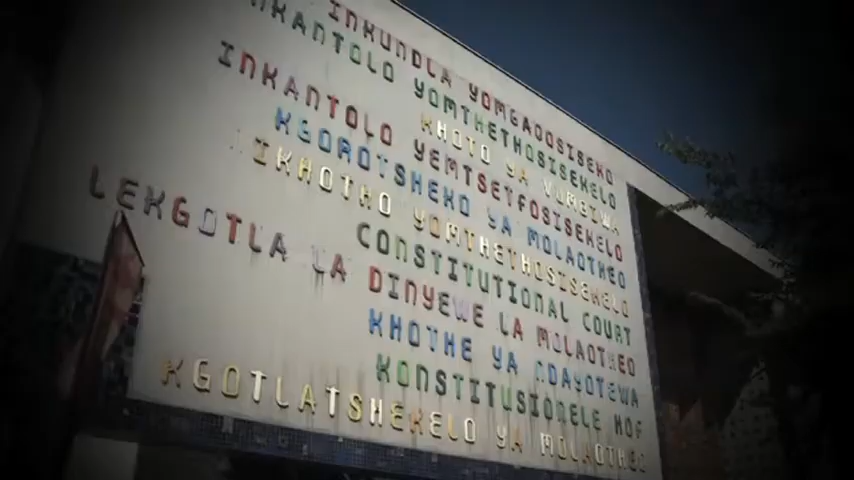 INKUNDLA YOMGAQOSISEKO
INKANTOLO YOMTHETHOSISEKELO
KHOTO YA VUMBIWA
INKANTOLO YEMTSETFOSISEKELO
KGOROTSHEKO YA MOLAOTHEO
IKHOTHO YOMTHETHOSISEKELO
CONSTITUTIONAL COURT
LEKGOTLA LA DINYEWE LA MOLAOTHEO
KHOTHE YA NDAYOTEWA
KONSTITUSIONELE HOF
KGOTLATSHEKELO YA MOLAOTHEO